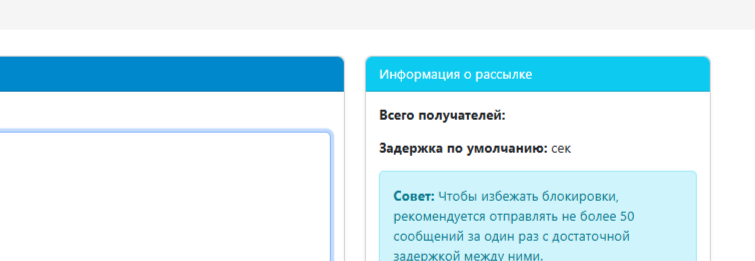 Информация о рассылке
Всего получателей:
Задержка по умолчанию: сек
Совет: Чтобы избежать блокировки,
рекомендуется отправлять не более 50
сообщений за один раз с достаточной
задержкой между ними.